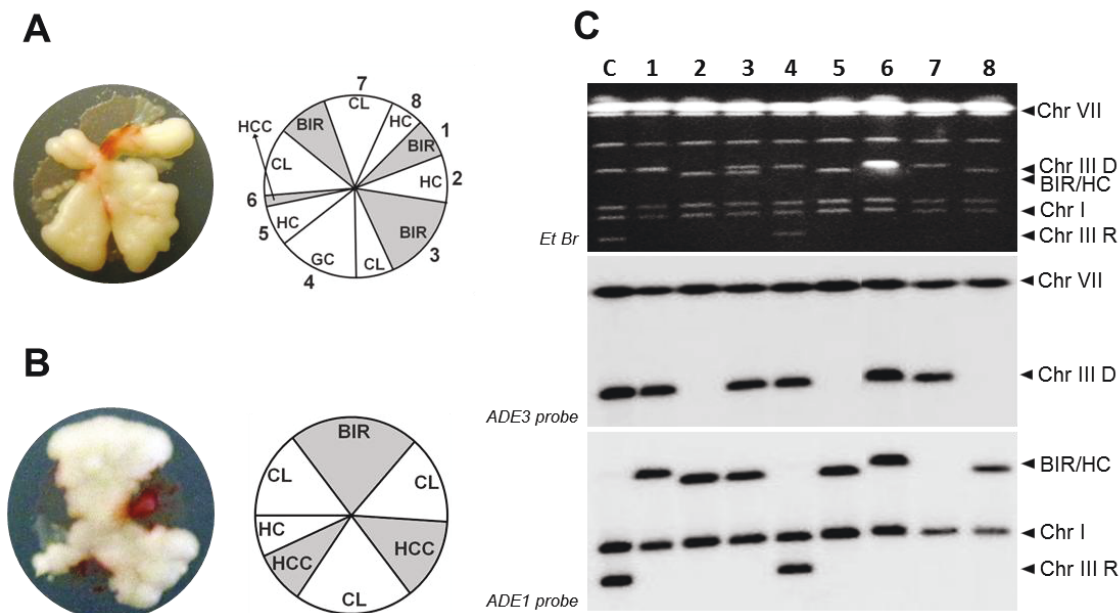 A
7
CL
8
HC
BIR
1
BIR
HCC
CL
HC
2
6
HC
5
BIR
3
GC
4
CL
B
BIR
CL
CL
HC
HCC
HCC
CL
C
C 1 2 3 4 5 6 7 8
Chr VII
Chr III D
BIR/HC
Chr I
Chr III R
Et Br
Chr VII
Chr III D
ADE3 probe
BIR/HC
Chr I
Chr III R
ADE1 probe